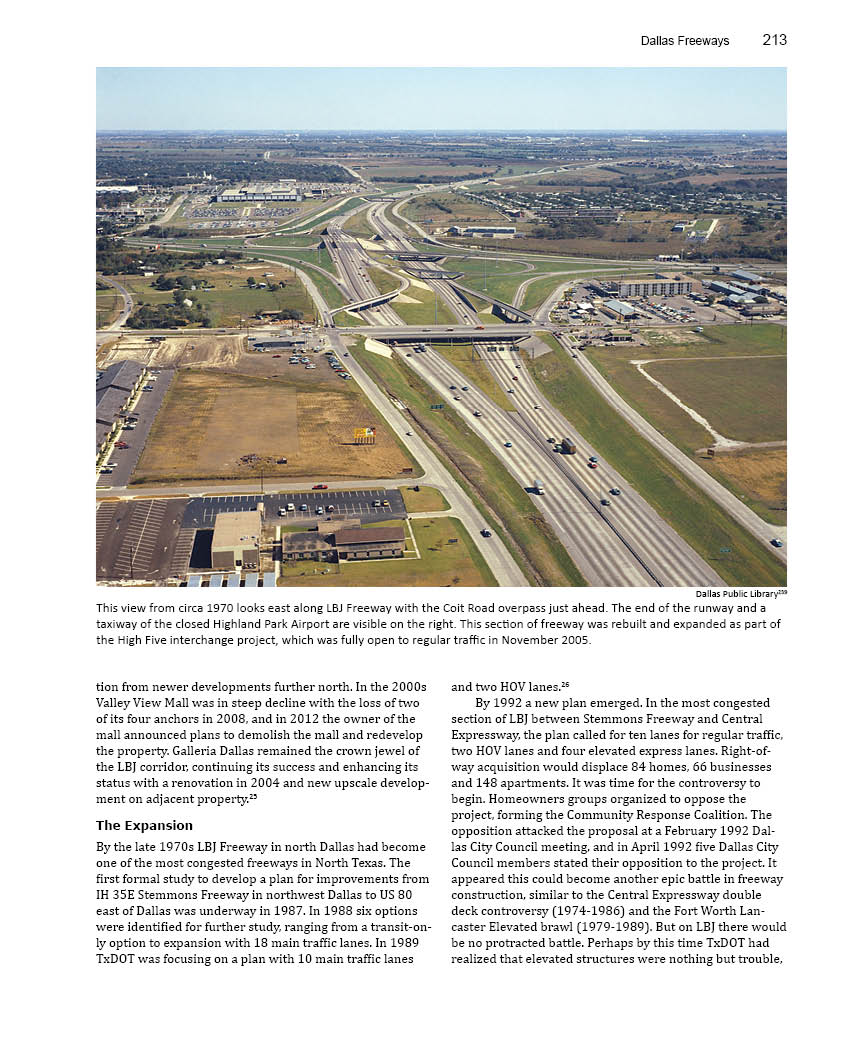 Dallas Freeways 213
Dallas Public Library²³⁹
This view from circa 1970 looks east along LBJ Freeway with the Coit Road overpass just ahead. The end of the runway and a
taxiway of the closed Highland Park Airport are visible on the right. This section of freeway was rebuilt and expanded as part of
the High Five interchange project, which was fully open to regular traffic in November 2005.
tion from newer developments further north. In the 2000s
Valley View Mall was in steep decline with the loss of two
of its four anchors in 2008, and in 2012 the owner of the
mall announced plans to demolish the mall and redevelop
the property. Galleria Dallas remained the crown jewel of
the LBJ corridor, continuing its success and enhancing its
status with a renovation in 2004 and new upscale develop-
ment on adjacent property.²⁵
The Expansion
By the late 1970s LBJ Freeway in north Dallas had become
one of the most congested freeways in North Texas. The
first formal study to develop a plan for improvements from
IH 35E Stemmons Freeway in northwest Dallas to US 80
east of Dallas was underway in 1987. In 1988 six options
were identified for further study, ranging from a transit-on-
ly option to expansion with 18 main traffic lanes. In 1989
TxDOT was focusing on a plan with 10 main traffic lanes
and two HOV lanes.²⁶
By 1992 a new plan emerged. In the most congested
section of LBJ between Stemmons Freeway and Central
Expressway, the plan called for ten lanes for regular traffic,
two HOV lanes and four elevated express lanes. Right-of-
way acquisition would displace 84 homes, 66 businesses
and 148 apartments. It was time for the controversy to
begin. Homeowners groups organized to oppose the
project, forming the Community Response Coalition. The
opposition attacked the proposal at a February 1992 Dal-
las City Council meeting, and in April 1992 five Dallas City
Council members stated their opposition to the project. It
appeared this could become another epic battle in freeway
construction, similar to the Central Expressway double
deck controversy (1974-1986) and the Fort Worth Lan-
caster Elevated brawl (1979-1989). But on LBJ there would
be no protracted battle. Perhaps by this time TxDOT had
realized that elevated structures were nothing but trouble,